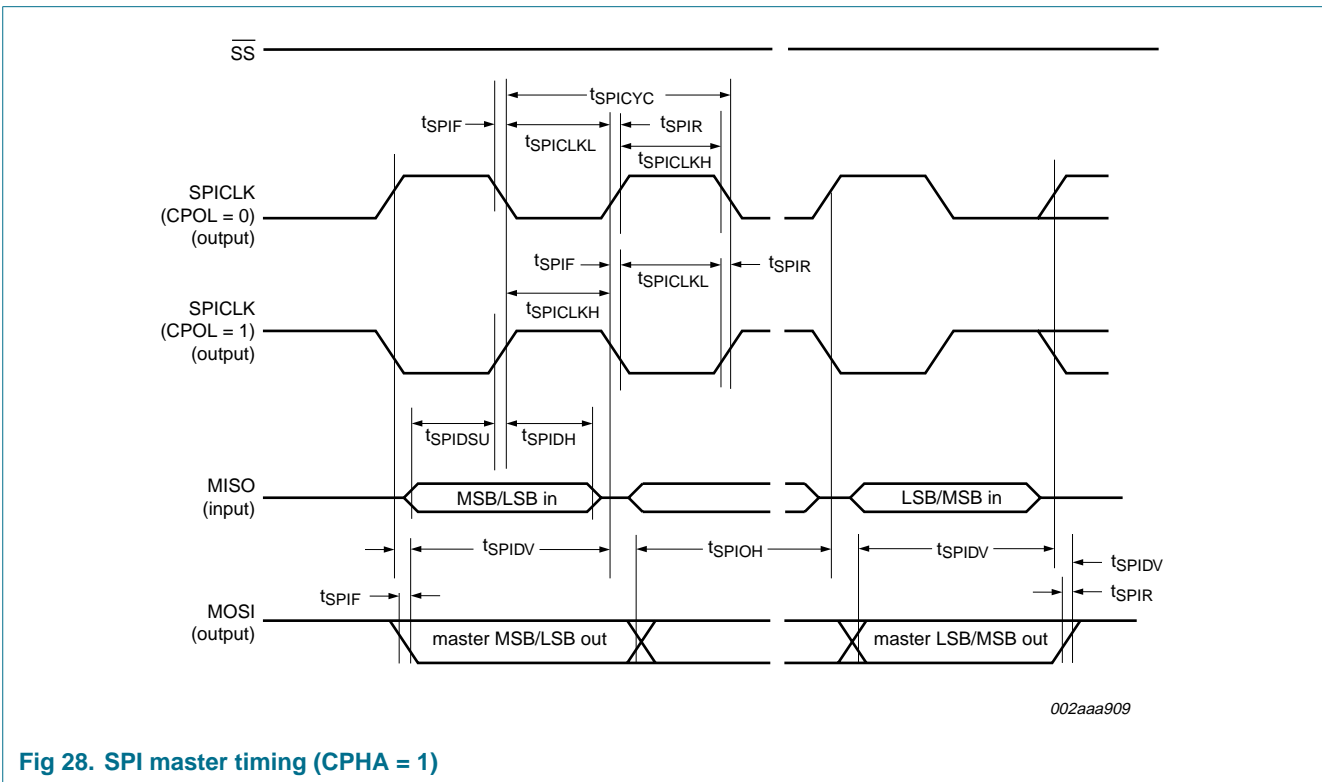 SS
tSPICYC
tSPIF
tSPIR
tSPICLKL
tSPICLKH
SPICLK
(CPOL = 0)
(output)
tSPIF
tSPICLKL
tSPIR
tSPICLKH
SPICLK
(CPOL = 1)
(output)
tSPIDSU
tSPIDH
MISO
(input)
MSB/LSB in
LSB/MSB in
tSPIDV
tSPIOH
tSPIDV
tSPIDV
tSPIF
tSPIR
MOSI
(output)
master MSB/LSB out
master LSB/MSB out
002aaa909
Fig 28. SPI master timing (CPHA = 1)